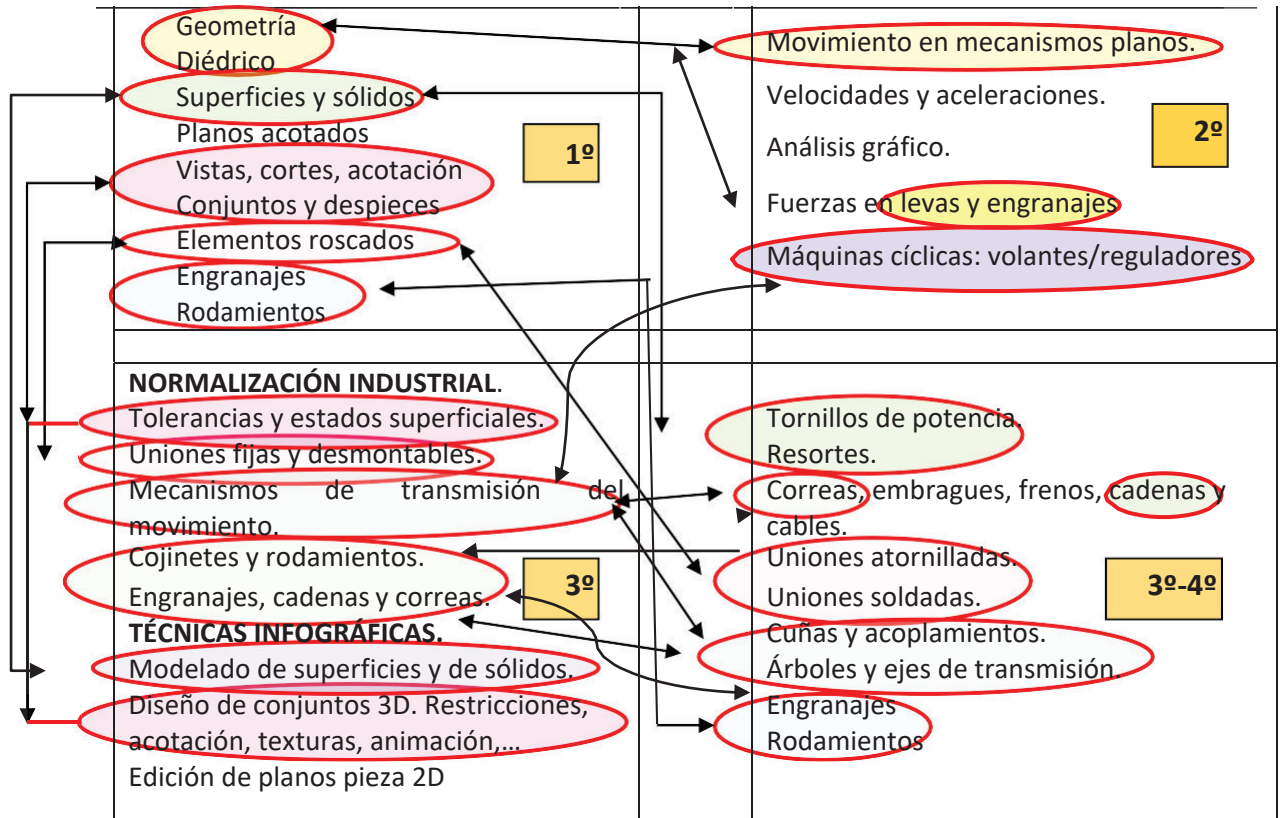 Geometría
Diédrico
Superficies y sólidos
Planos acotados
Vistas, cortes, acotación
Conjuntos y despieces
Elementos roscados
Engranajes
Rodamientos
1º
Movimiento en mecanismos planos.
Velocidades y aceleraciones.
Análisis gráfico.
Fuerzas en levas y engranajes
Máquinas cíclicas: volantes/reguladores
2º
NORMALIZACIÓN INDUSTRIAL.
Tolerancias y estados superficiales.
Uniones fijas y desmontables.
Mecanismos de transmisión del
movimiento.
Cojinetes y rodamientos.
Engranajes, cadenas y correas.
TÉCNICAS INFOGRÁFICAS.
Modelado de superficies y de sólidos.
Diseño de conjuntos 3D. Restricciones,
acotación, texturas, animación,...
Edición de planos pieza 2D
3º
Tornillos de potencia.
Resortes.
Correas, embragues, frenos, cadenas y
cables.
Uniones atornilladas.
Uniones soldadas.
Cuñas y acoplamientos.
Árboles y ejes de transmisión.
Engranajes
Rodamientos
3º-4º